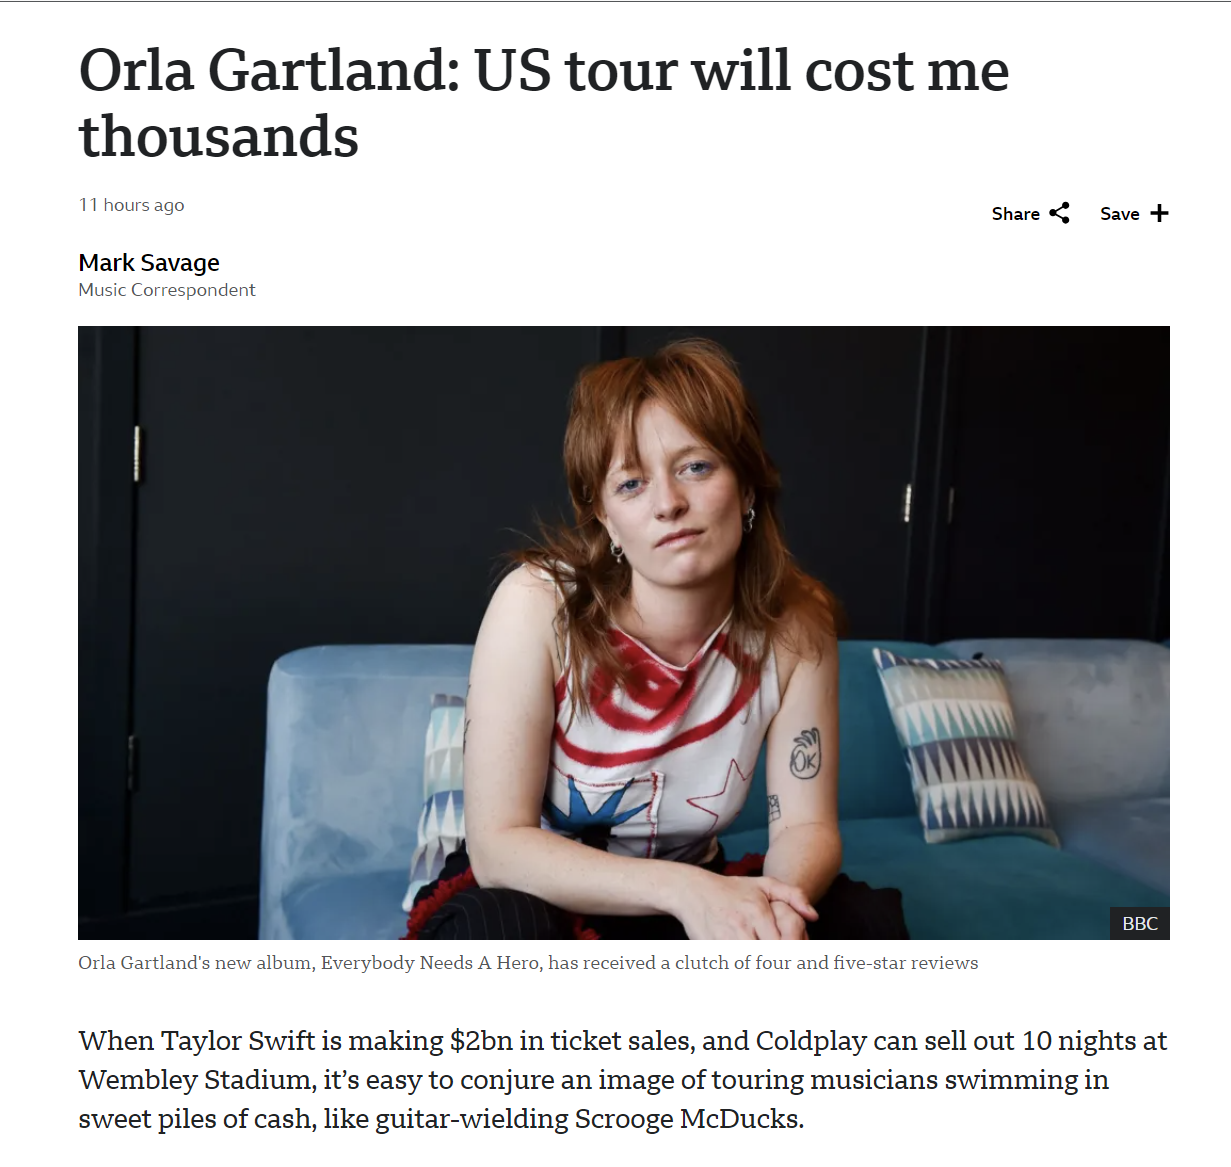 Orla Gartland: US tour will cost me
thousands
11 hours ago
Share
Save
Mark Savage
Music Correspondent
OK
BBC
Orla Gartland's new album, Everybody Needs A Hero, has received a clutch of four and five-star reviews
When Taylor Swift is making $2bn in ticket sales, and Coldplay can sell out 10 nights at
Wembley Stadium, it’s easy to conjure an image of touring musicians swimming in
sweet piles of cash, like guitar-wielding Scrooge McDucks.